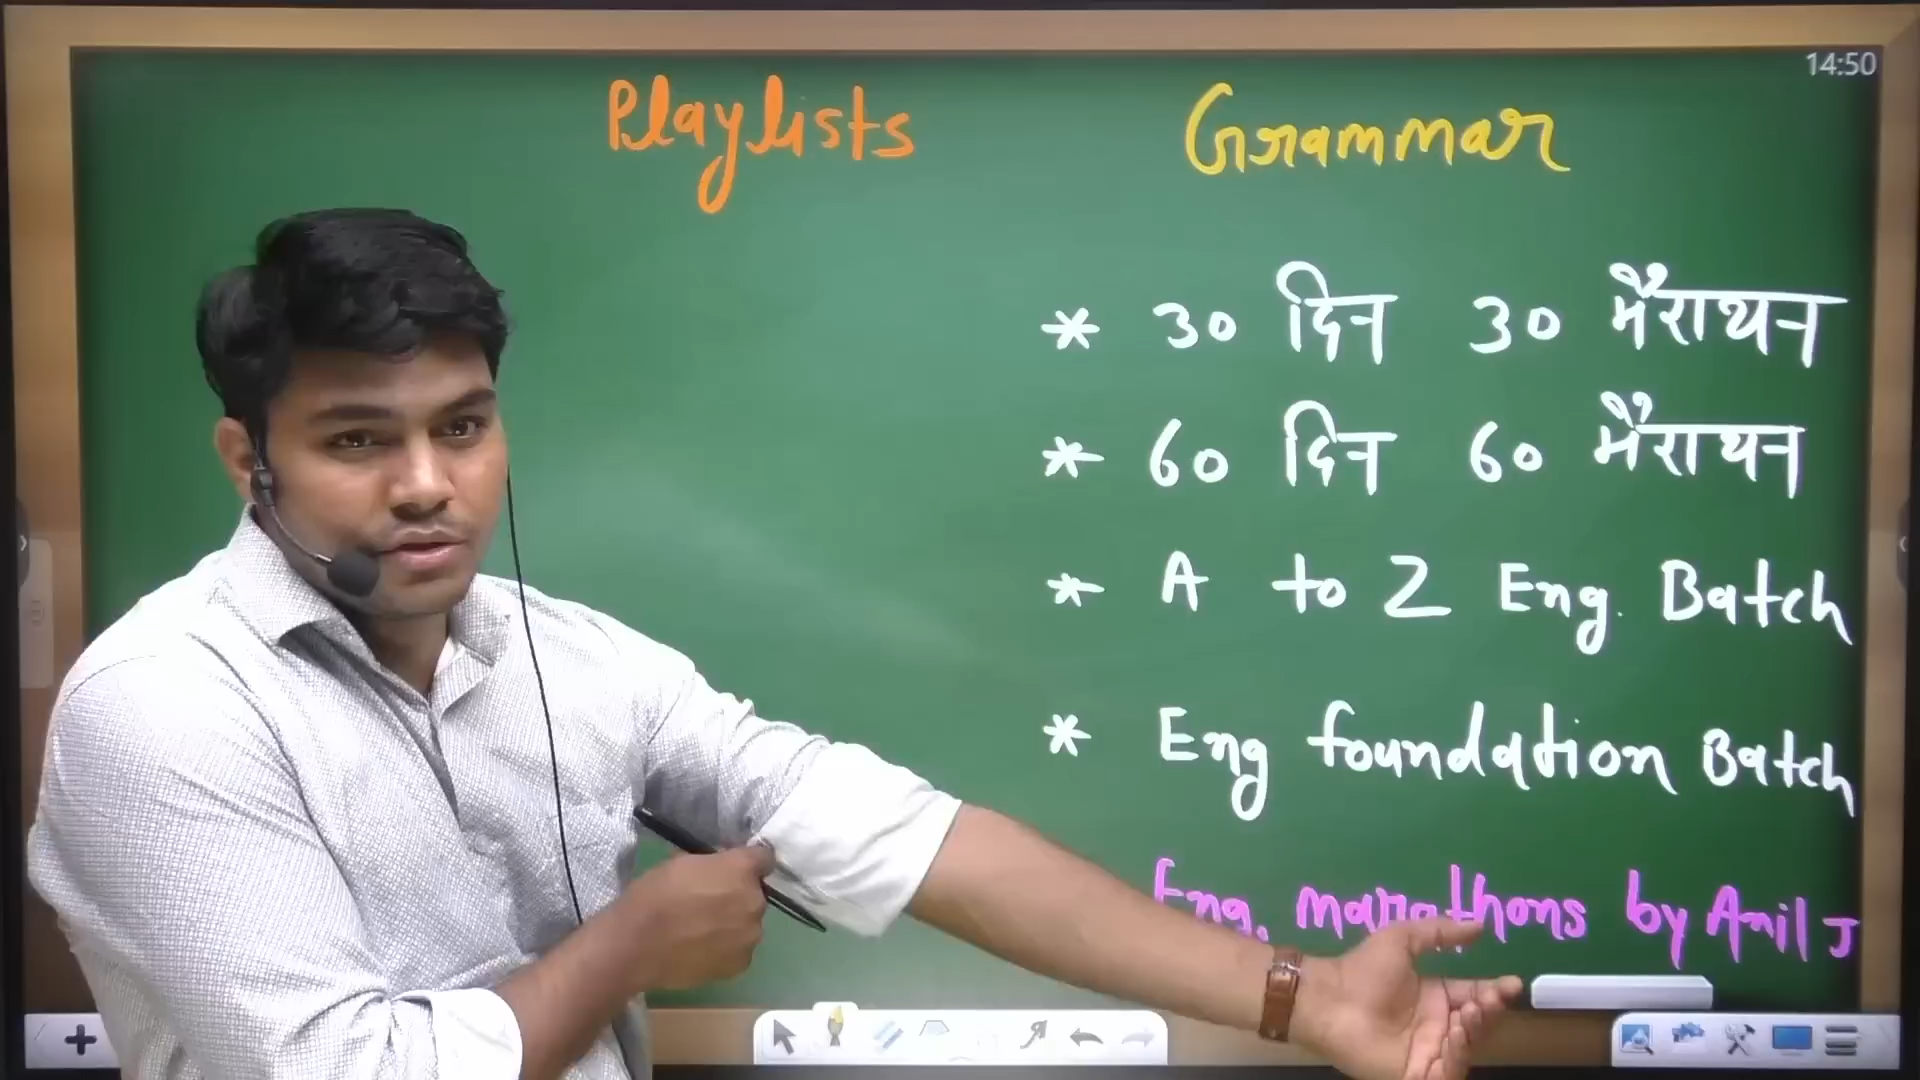 14:50
Playlists Grammar
* 30 दिन 30 मैराथन
* 60 दिन 60 मैराथन
* A to Z Eng. Batch
* Eng foundation Batch
Eng. marathons by Anil J